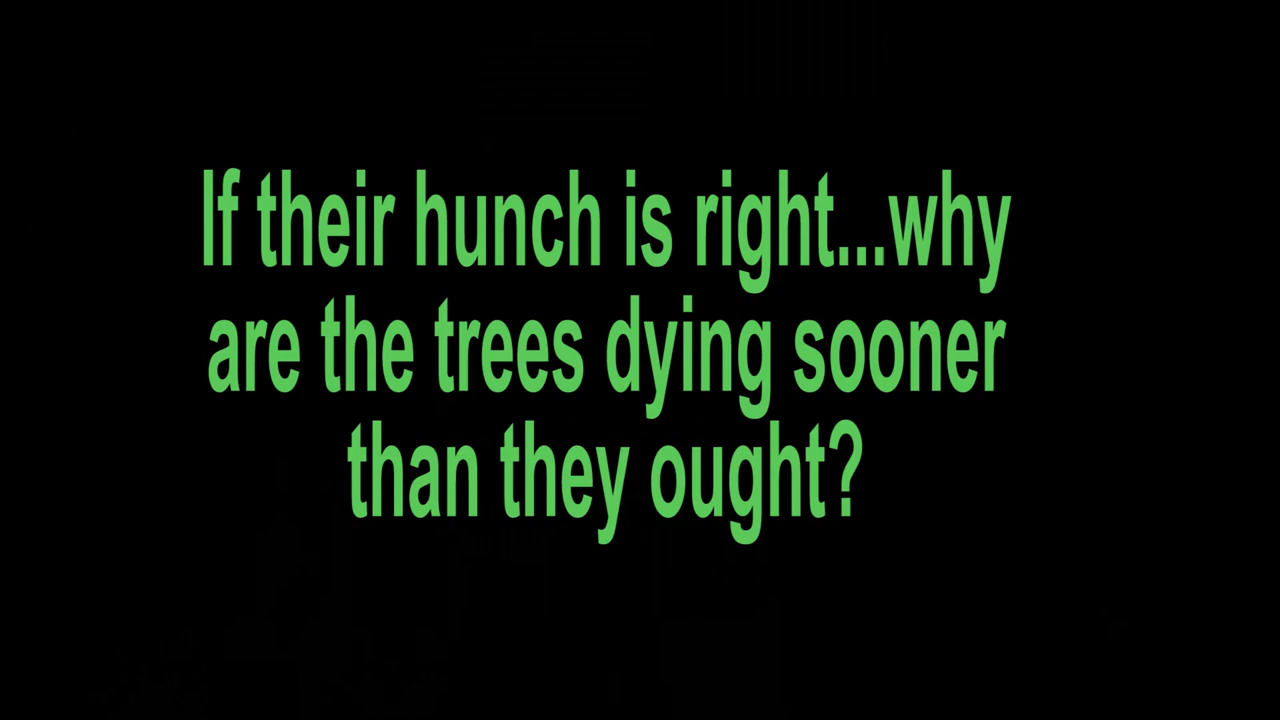 If their hunch is right...why
are the trees dying sooner
than they ought?